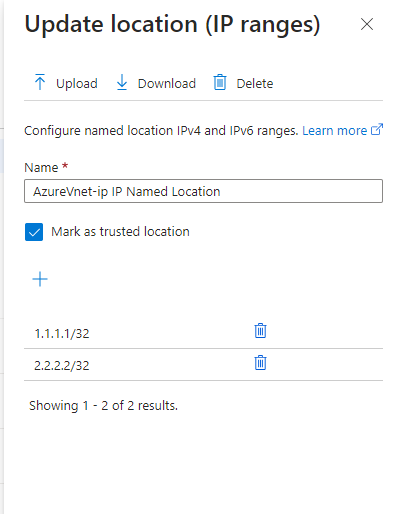 Update location (IP ranges)
Upload Download Delete
Configure named location IPv4 and IPv6 ranges. Learn more
Name *
AzureVnet-ip IP Named Location
Mark as trusted location
1.1.1.1/32
2.2.2.2/32
Showing 1 - 2 of 2 results.